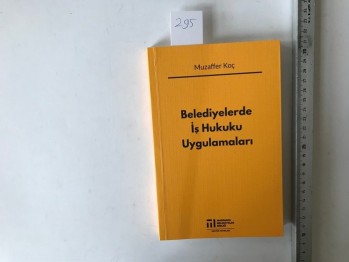 295
Muzaffer Koç
Belediyelerde
İş Hukuku
Uygulamaları